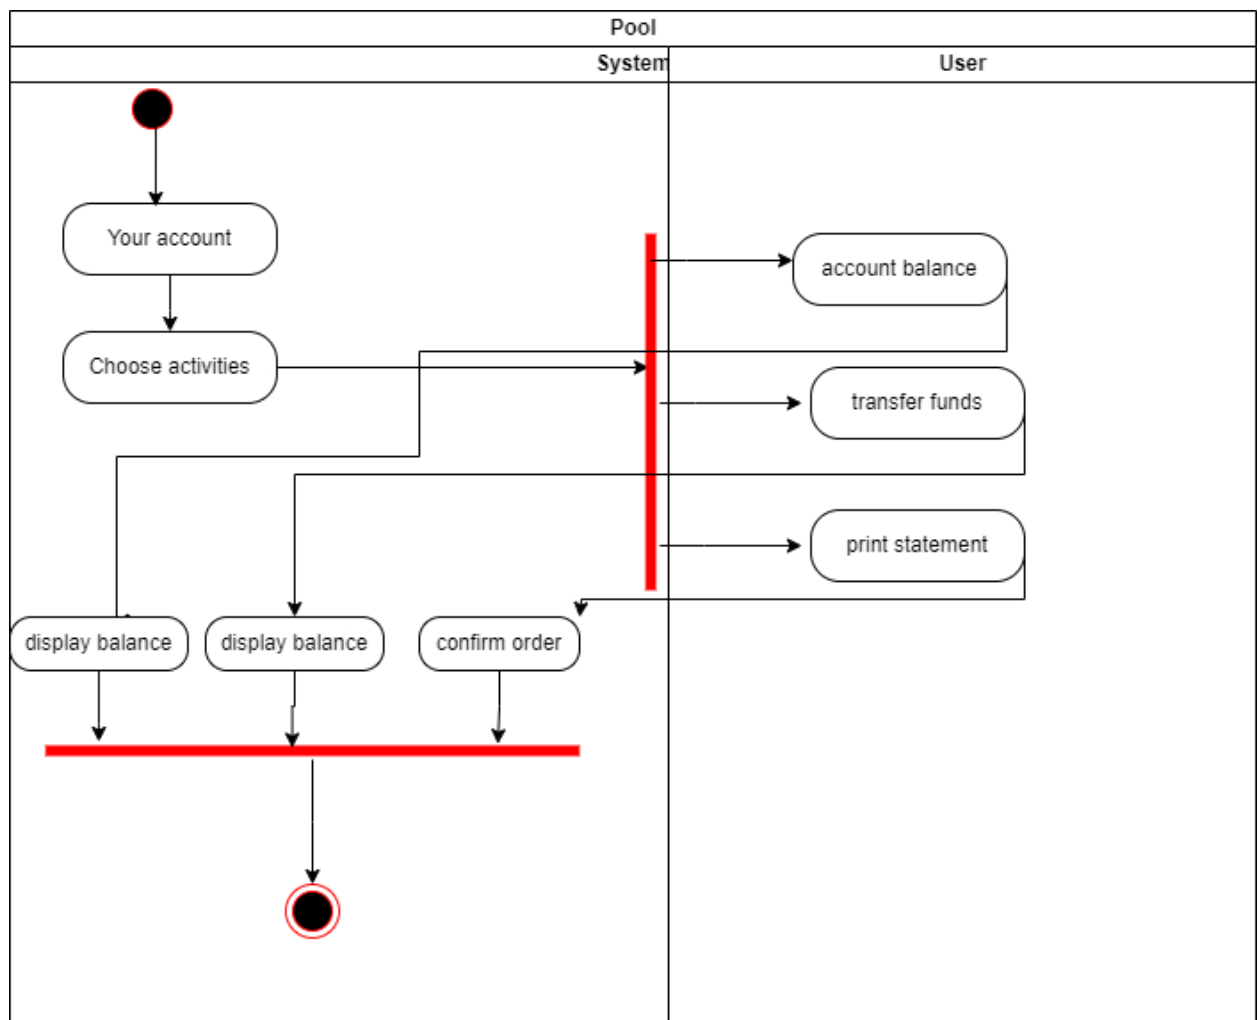 Pool
System
User
Your account
account balance
Choose activities
transfer funds
print statement
display balance
display balance
confirm order